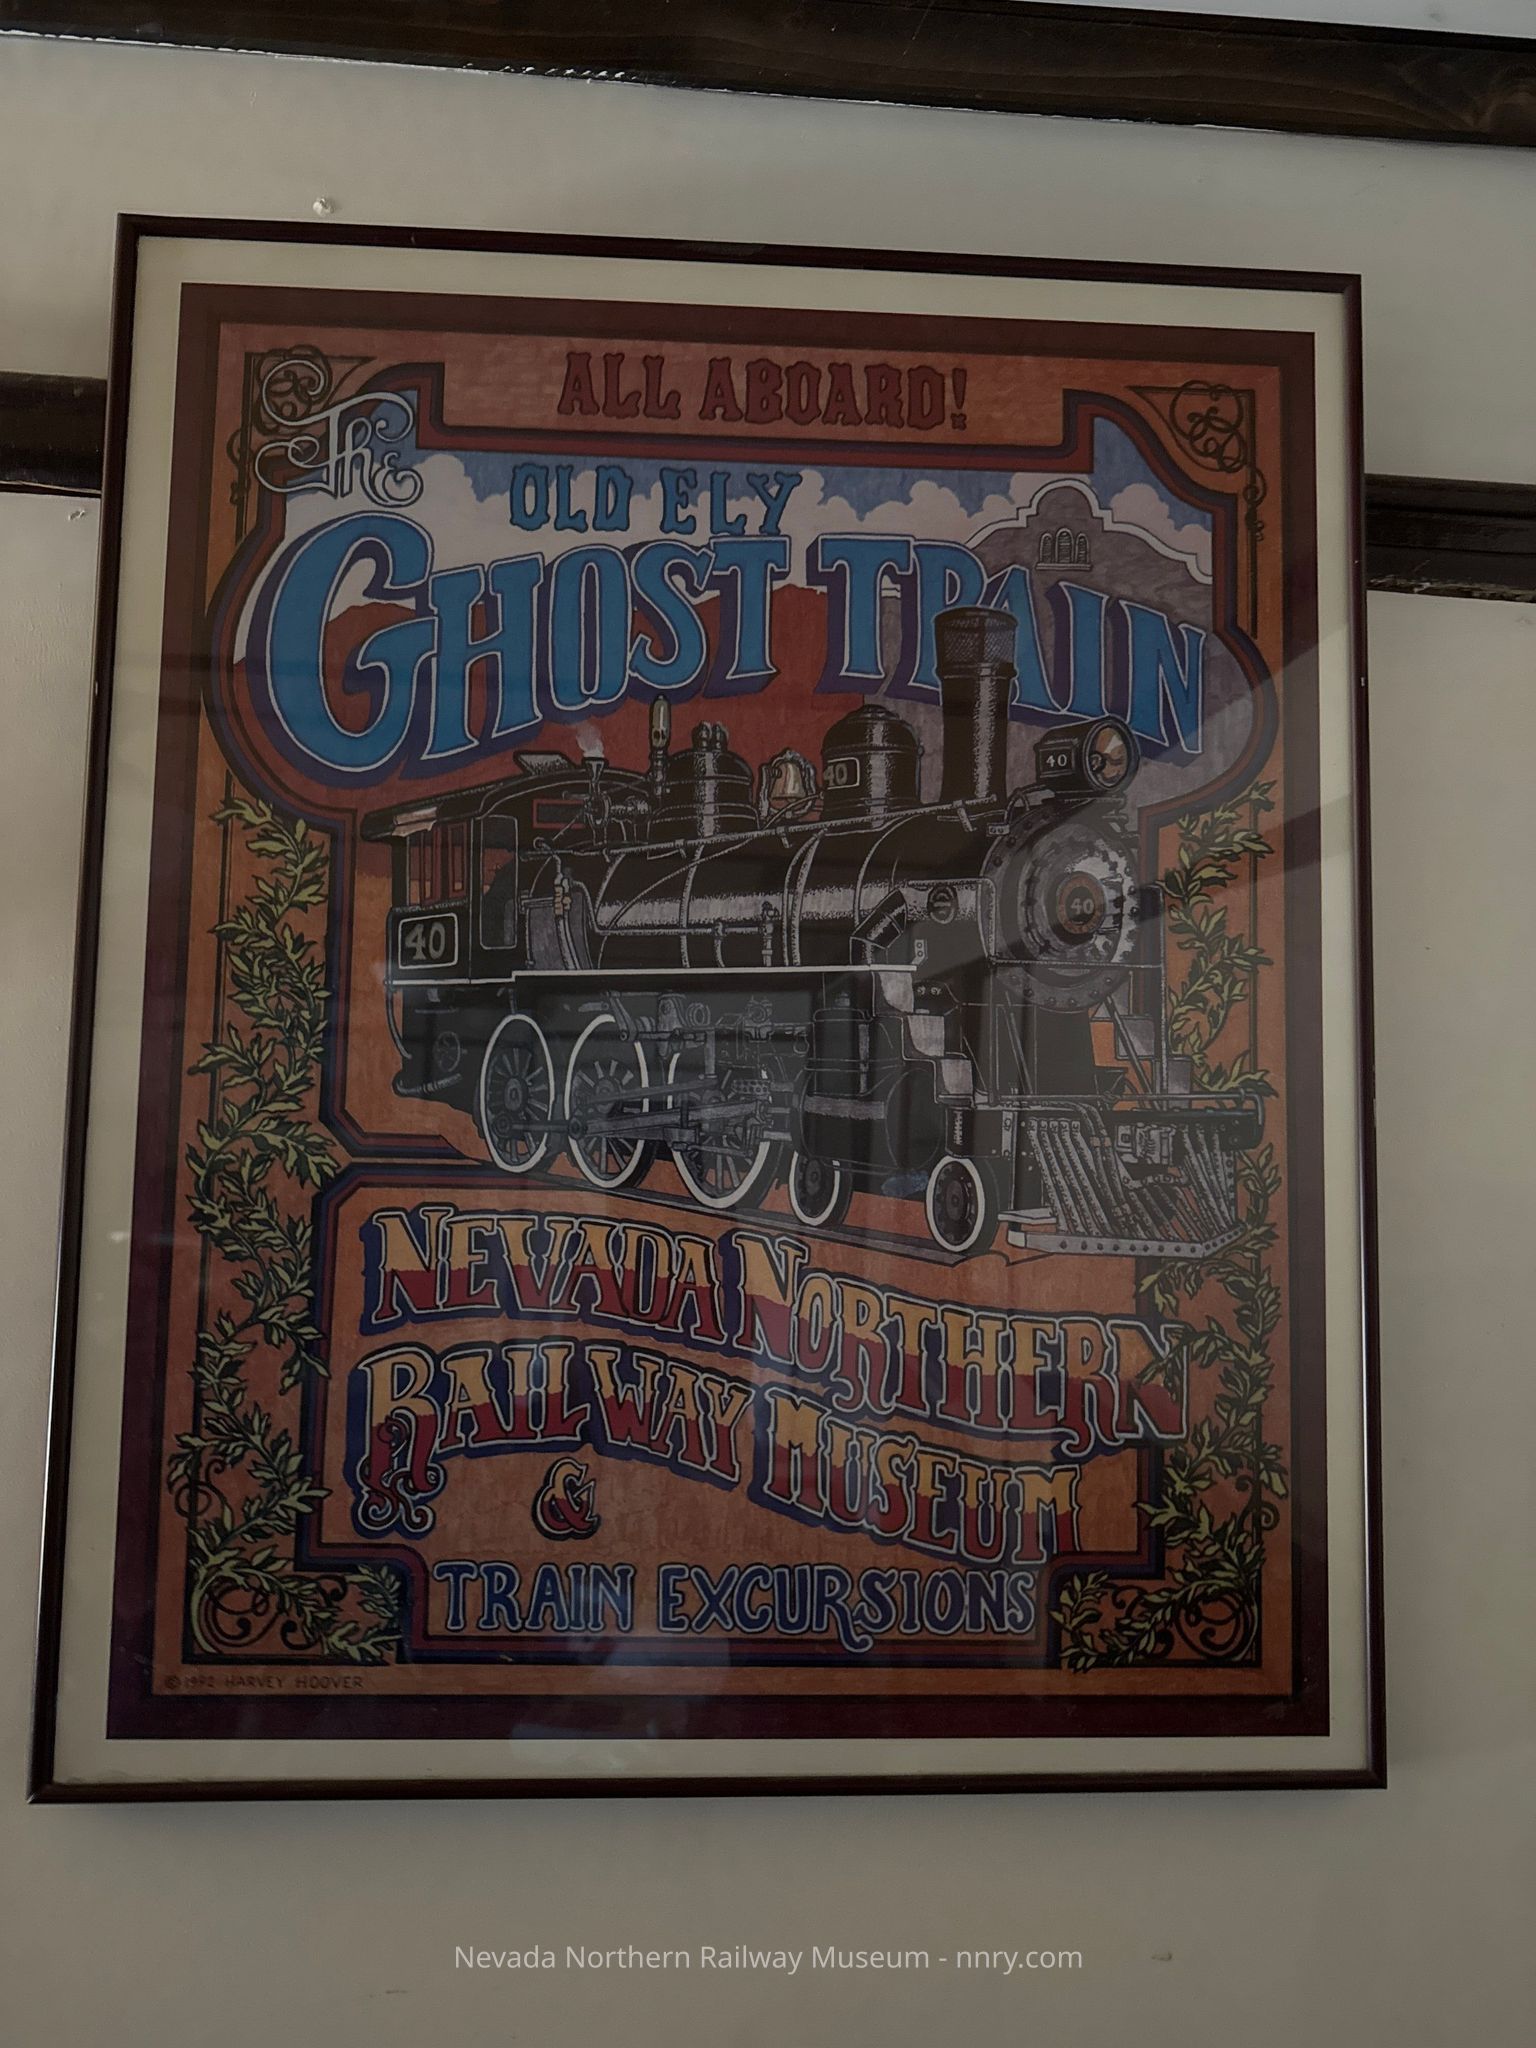 ALL ABOARD!
The
OLD ELY
GHOST TRAIN
40
40
40
40
NEVADA NORTHERN
RAILWAY MUSEUM
&
TRAIN EXCURSIONS
© 1992 HARVEY HOOVER
Nevada Northern Railway Museum - nnry.com